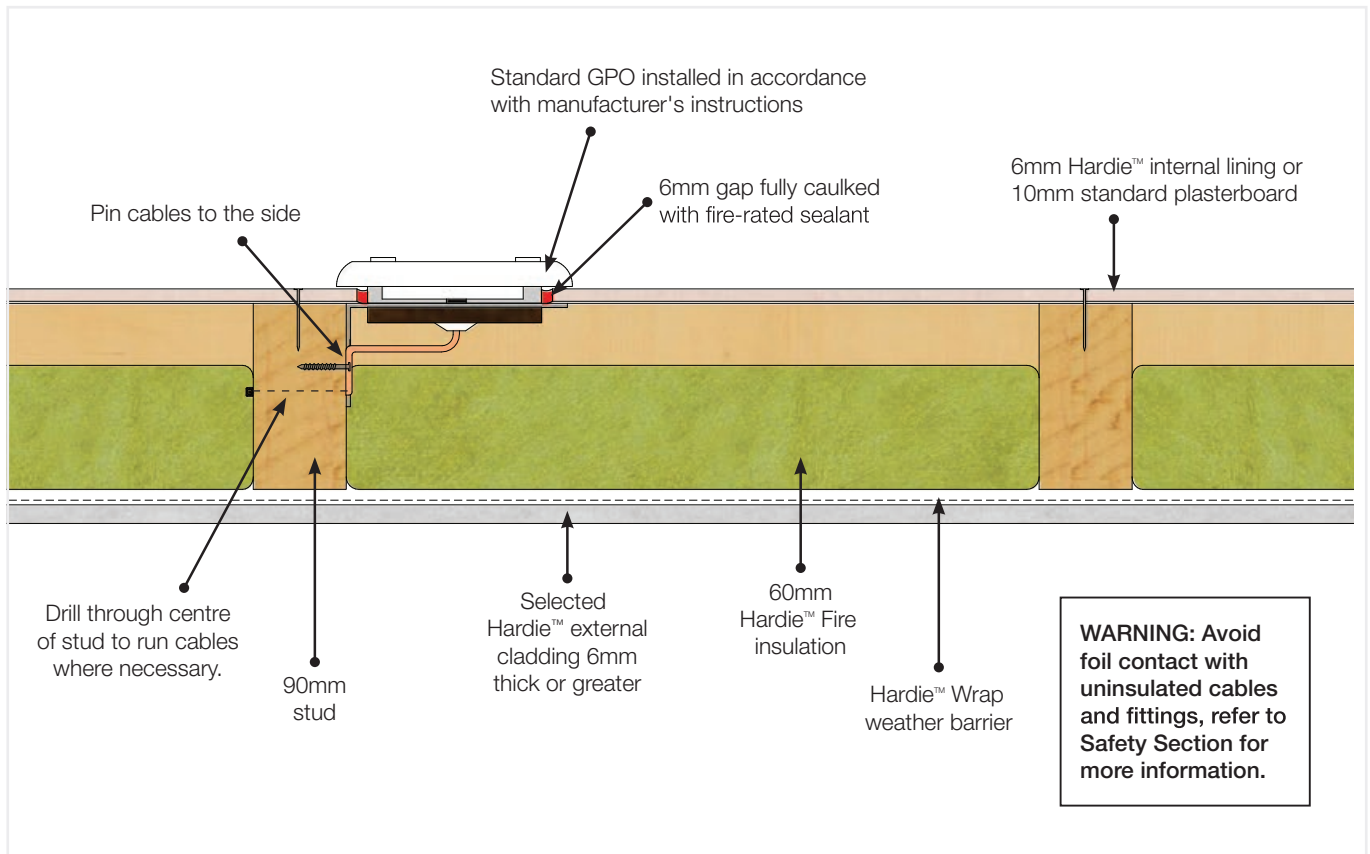 Standard GPO installed in accordance
with manufacturer's instructions
6mm Hardie™ internal lining or
10mm standard plasterboard
6mm gap fully caulked
with fire-rated sealant
Pin cables to the side
Drill through centre
of stud to run cables
where necessary.
90mm
stud
Selected
Hardie™ external
cladding 6mm
thick or greater
60mm
Hardie™ Fire
insulation
Hardie™ Wrap
weather barrier
WARNING: Avoid
foil contact with
uninsulated cables
and fittings, refer to
Safety Section for
more information.